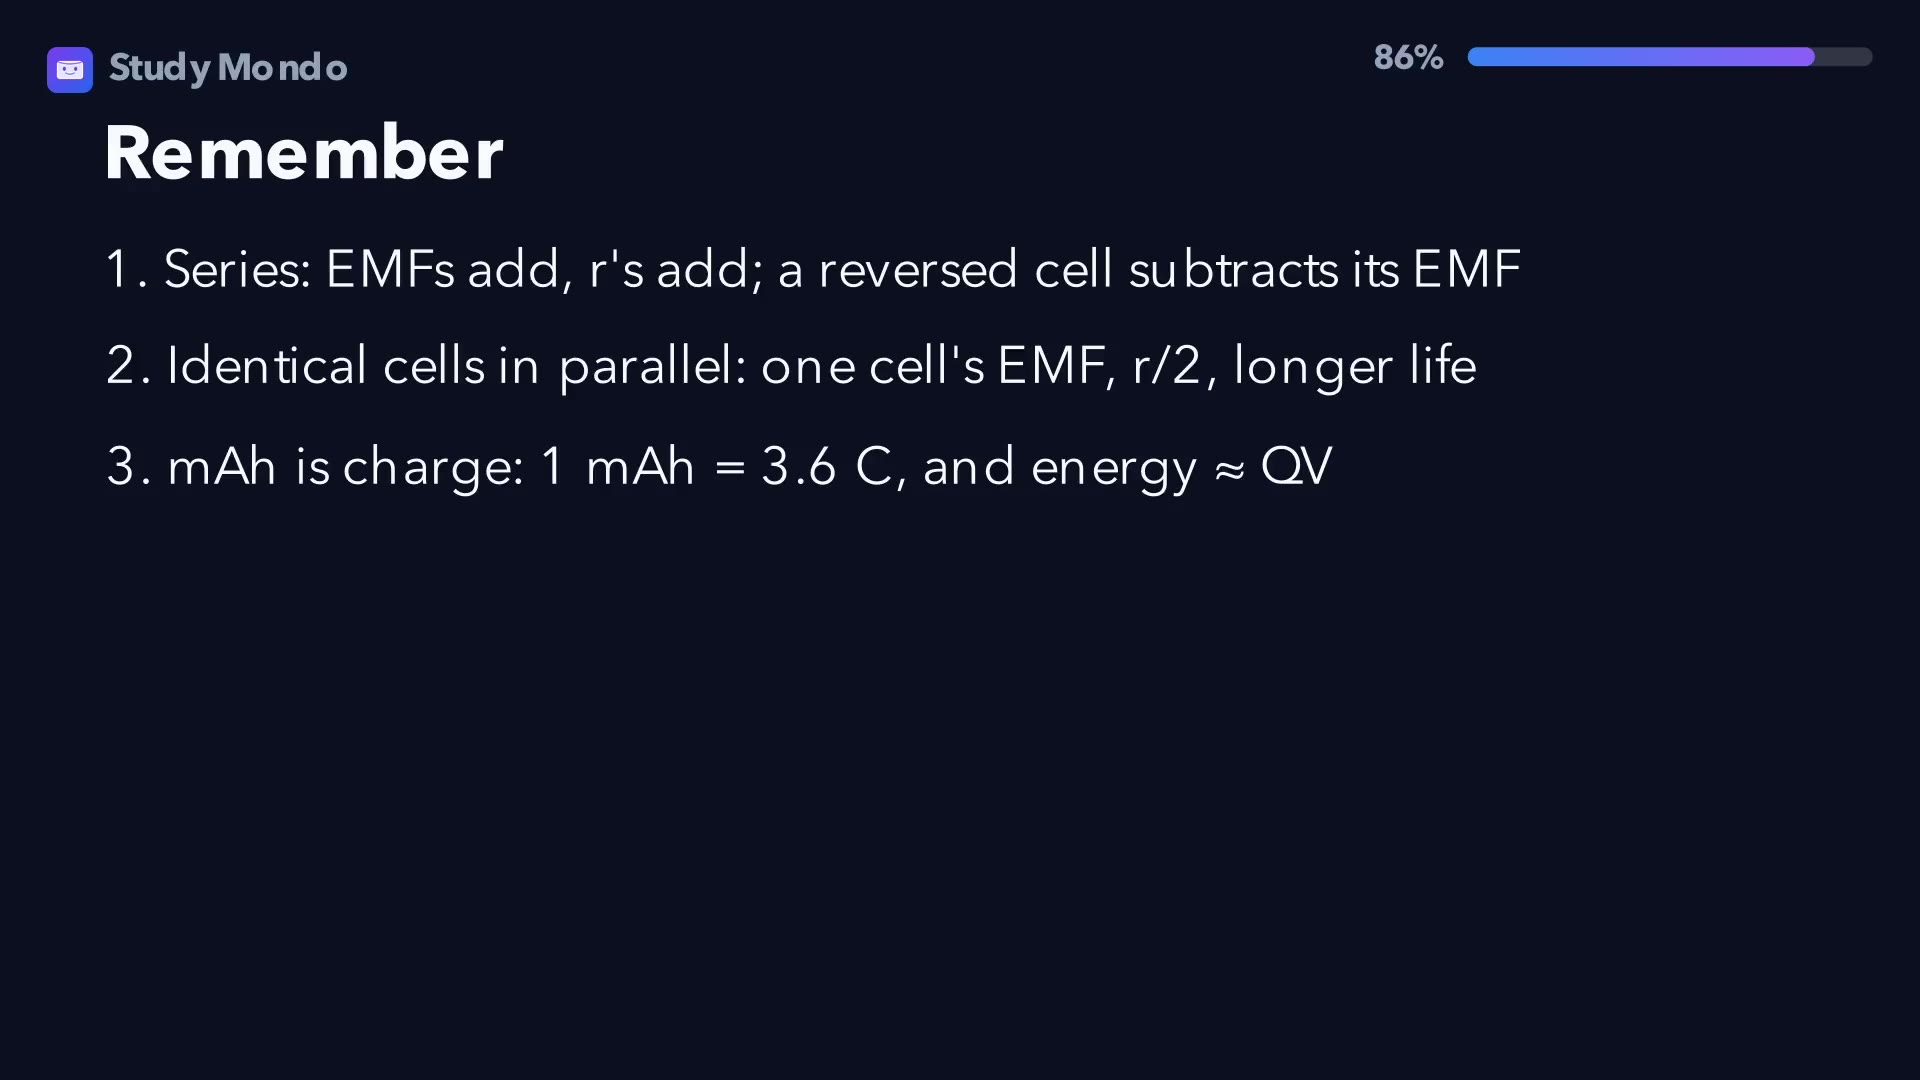 Study Mondo
86%
Remember
1. Series: EMFs add, r's add; a reversed cell subtracts its EMF
2. Identical cells in parallel: one cell's EMF, r/2, longer life
3. mAh is charge: 1 mAh = 3.6 C, and energy ≈ QV